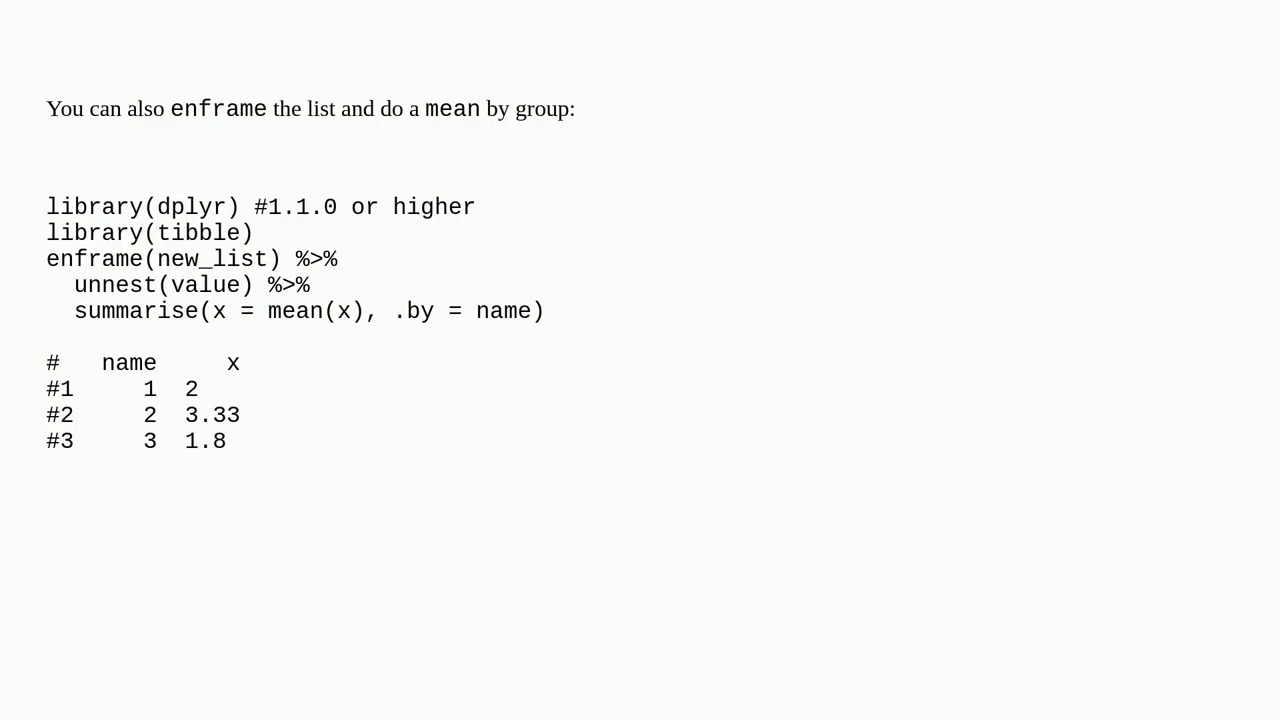 You can also enframe the list and do a mean by group:
library(dplyr) #1.1.0 or higher
library(tibble)
enframe(new_list) %>%
  unnest(value) %>%
  summarise(x = mean(x), .by = name)

#   name     x
#1     1  2
#2     2  3.33
#3     3  1.8